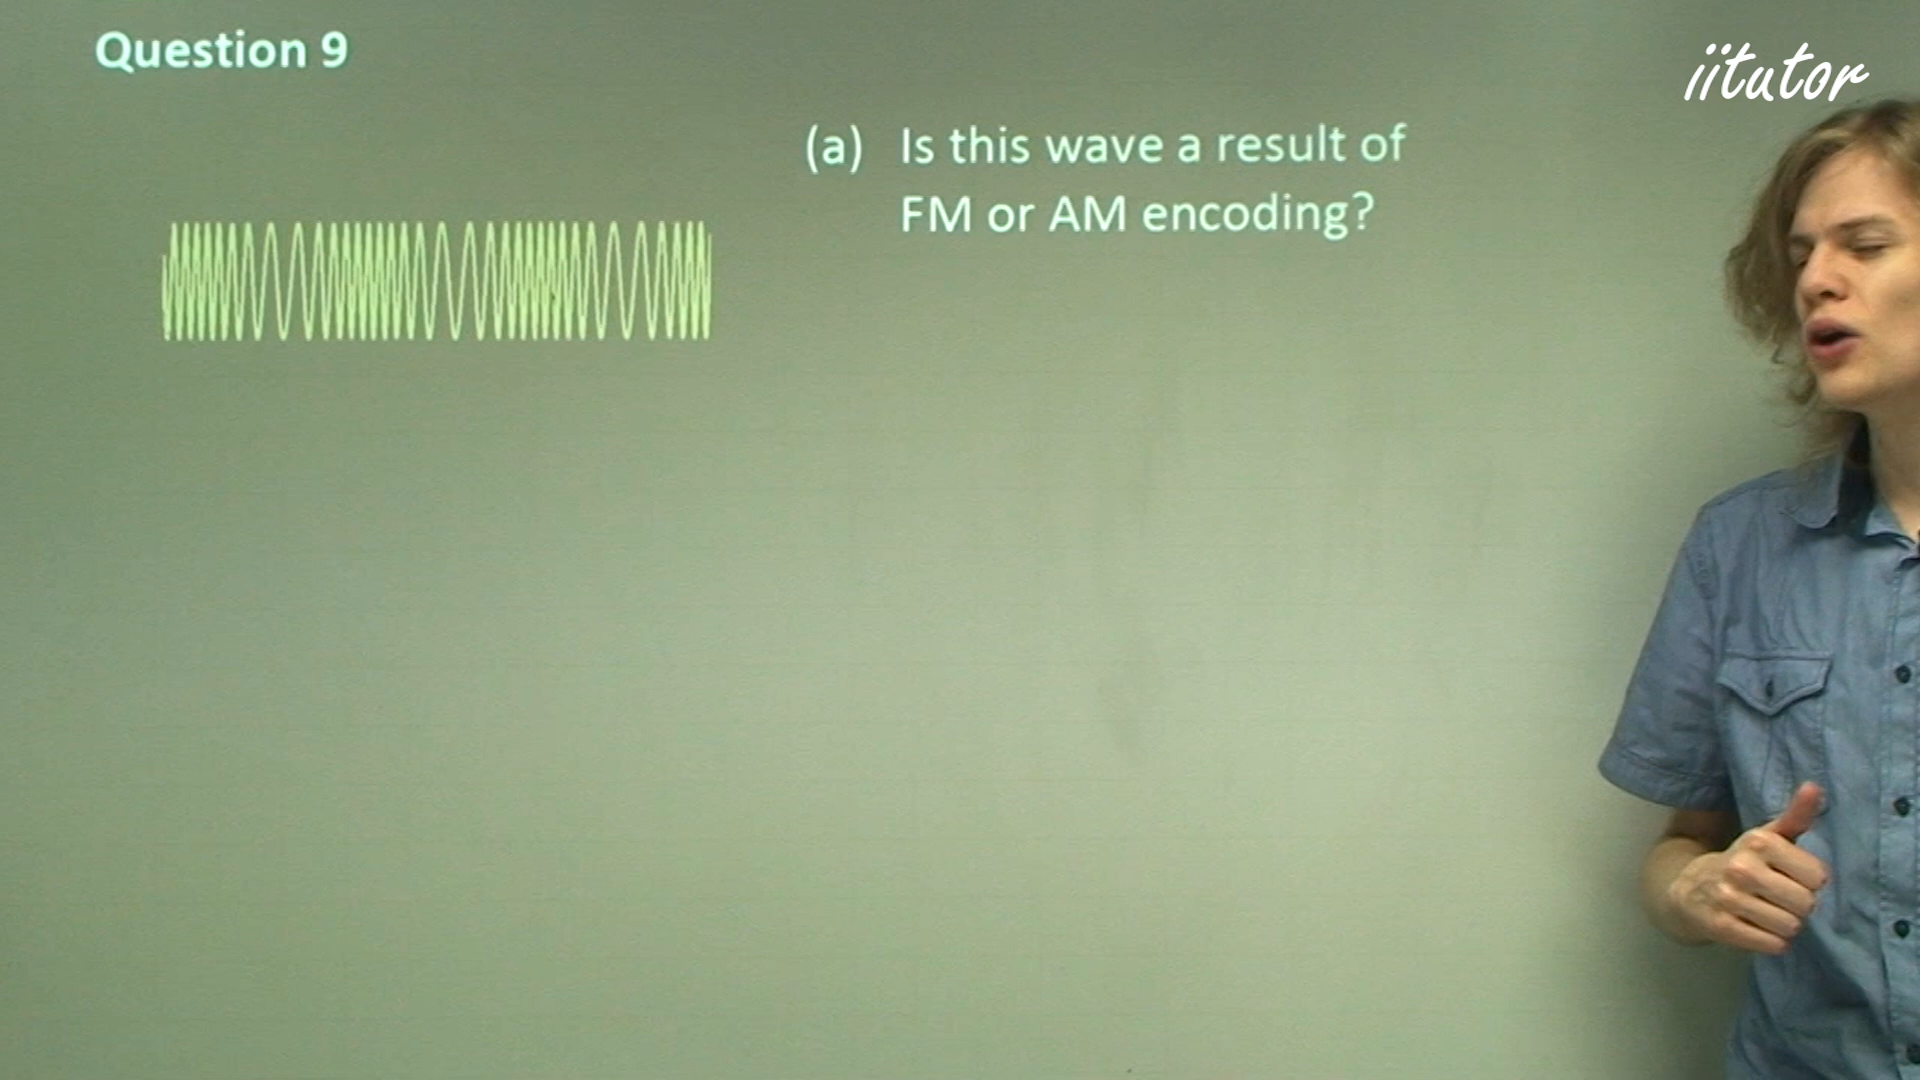 Question 9
iitutor
(a) Is this wave a result of
FM or AM encoding?